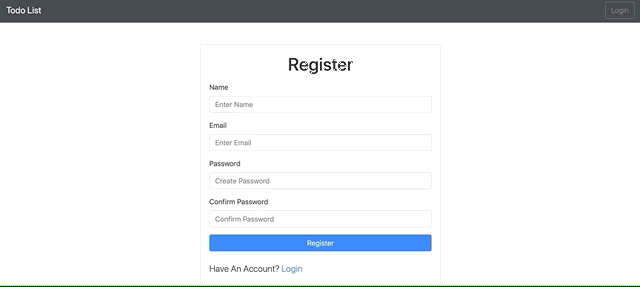 Todo List
Login
Register
Name
Enter Name
Email
Enter Email
Password
Create Password
Confirm Password
Confirm Password
Register
Have An Account? Login